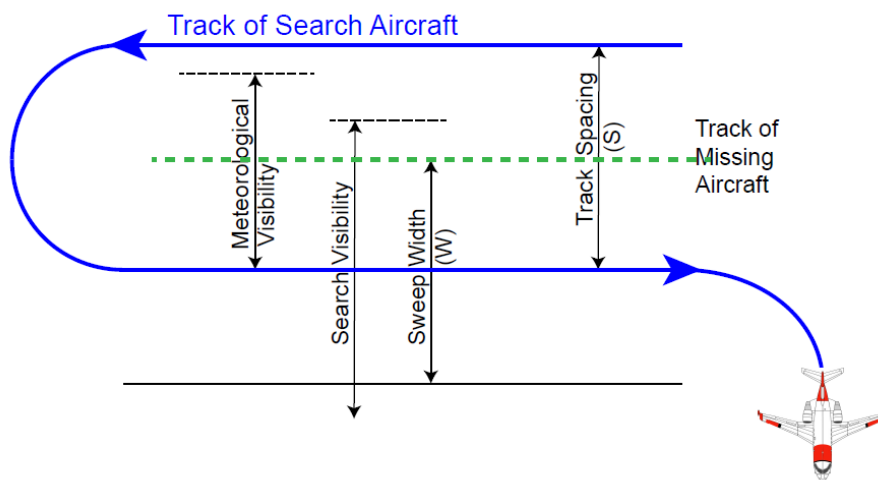 Track of Search Aircraft
Meteorological
Visibility
Search Visibility
Sweep Width
(W)
Track Spacing
(S)
Track of
Missing
Aircraft